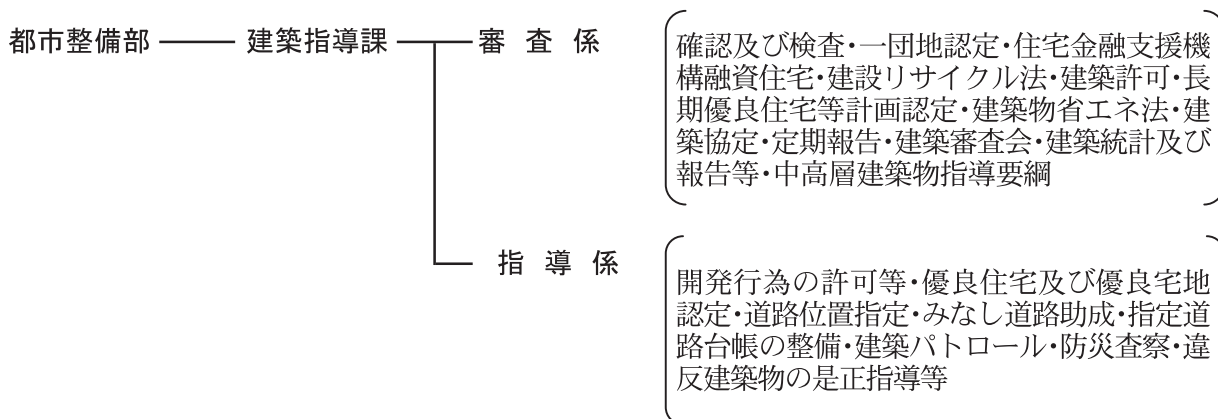 都市整備部 建築指導課 審査係
確認及び検査・一団地認定・住宅金融支援機
構融資住宅・建設リサイクル法・建築許可・長
期優良住宅等計画認定・建築物省エネ法・建
築協定・定期報告・建築審査会・建築統計及び
報告等・中高層建築物指導要綱
指導係
開発行為の許可等・優良住宅及び優良宅地
認定・道路位置指定・みなし道路助成・指定道
路台帳の整備・建築パトロール・防災査察・違
反建築物の是正指導等